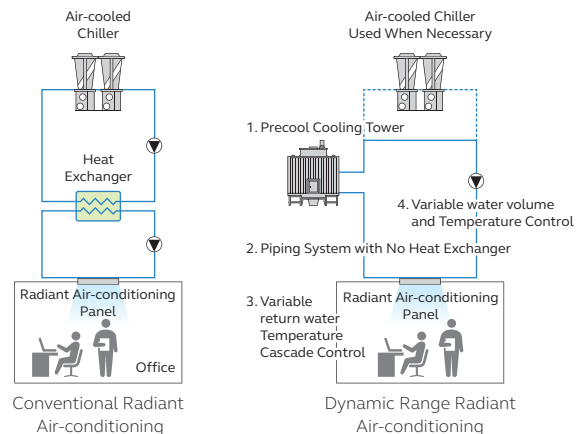 Air-cooled
Chiller
Heat
Exchanger
Radiant Air-conditioning
Panel
Office
Conventional Radiant
Air-conditioning
Air-cooled Chiller
Used When Necessary
1. Precool Cooling Tower
4. Variable water volume
and Temperature Control
2. Piping System with No Heat Exchanger
3. Variable
return water
Temperature
Cascade Control
Radiant Air-conditioning
Panel
Dynamic Range Radiant
Air-conditioning